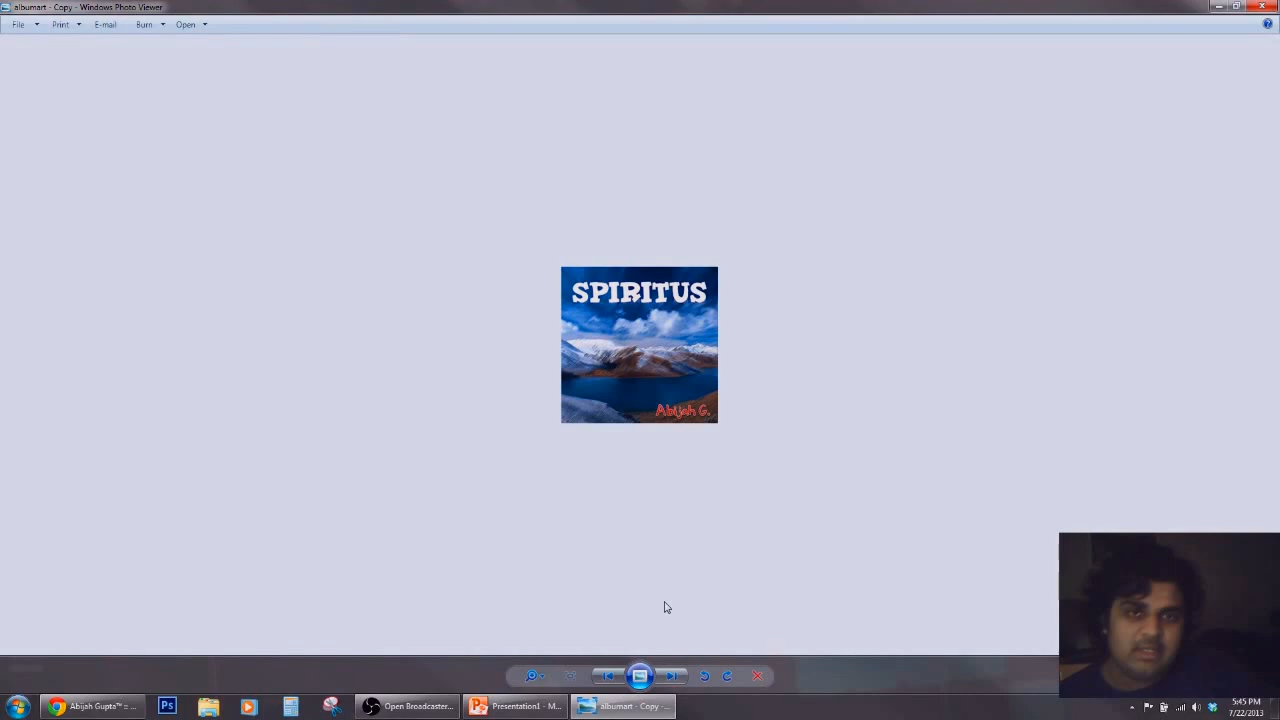 albumart - Copy - Windows Photo Viewer
File Print E-mail Burn Open
SPIRITUS
Abijah G.
Abijah Gupta™ = ...
Ps
Open Broadcaster...
Presentation1 - M...
albumart - Copy -...
5:45 PM
7/22/2013